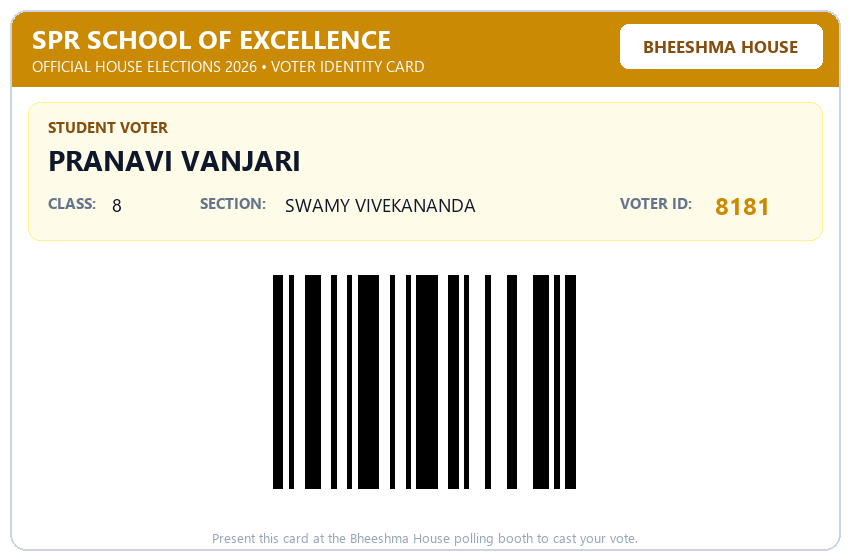 SPR SCHOOL OF EXCELLENCE
OFFICIAL HOUSE ELECTIONS 2026 • VOTER IDENTITY CARD
BHEESHMA HOUSE
STUDENT VOTER
PRANAVI VANJARI
CLASS: 8 SECTION: SWAMY VIVEKANANDA VOTER ID: 8181
Present this card at the Bheeshma House polling booth to cast your vote.